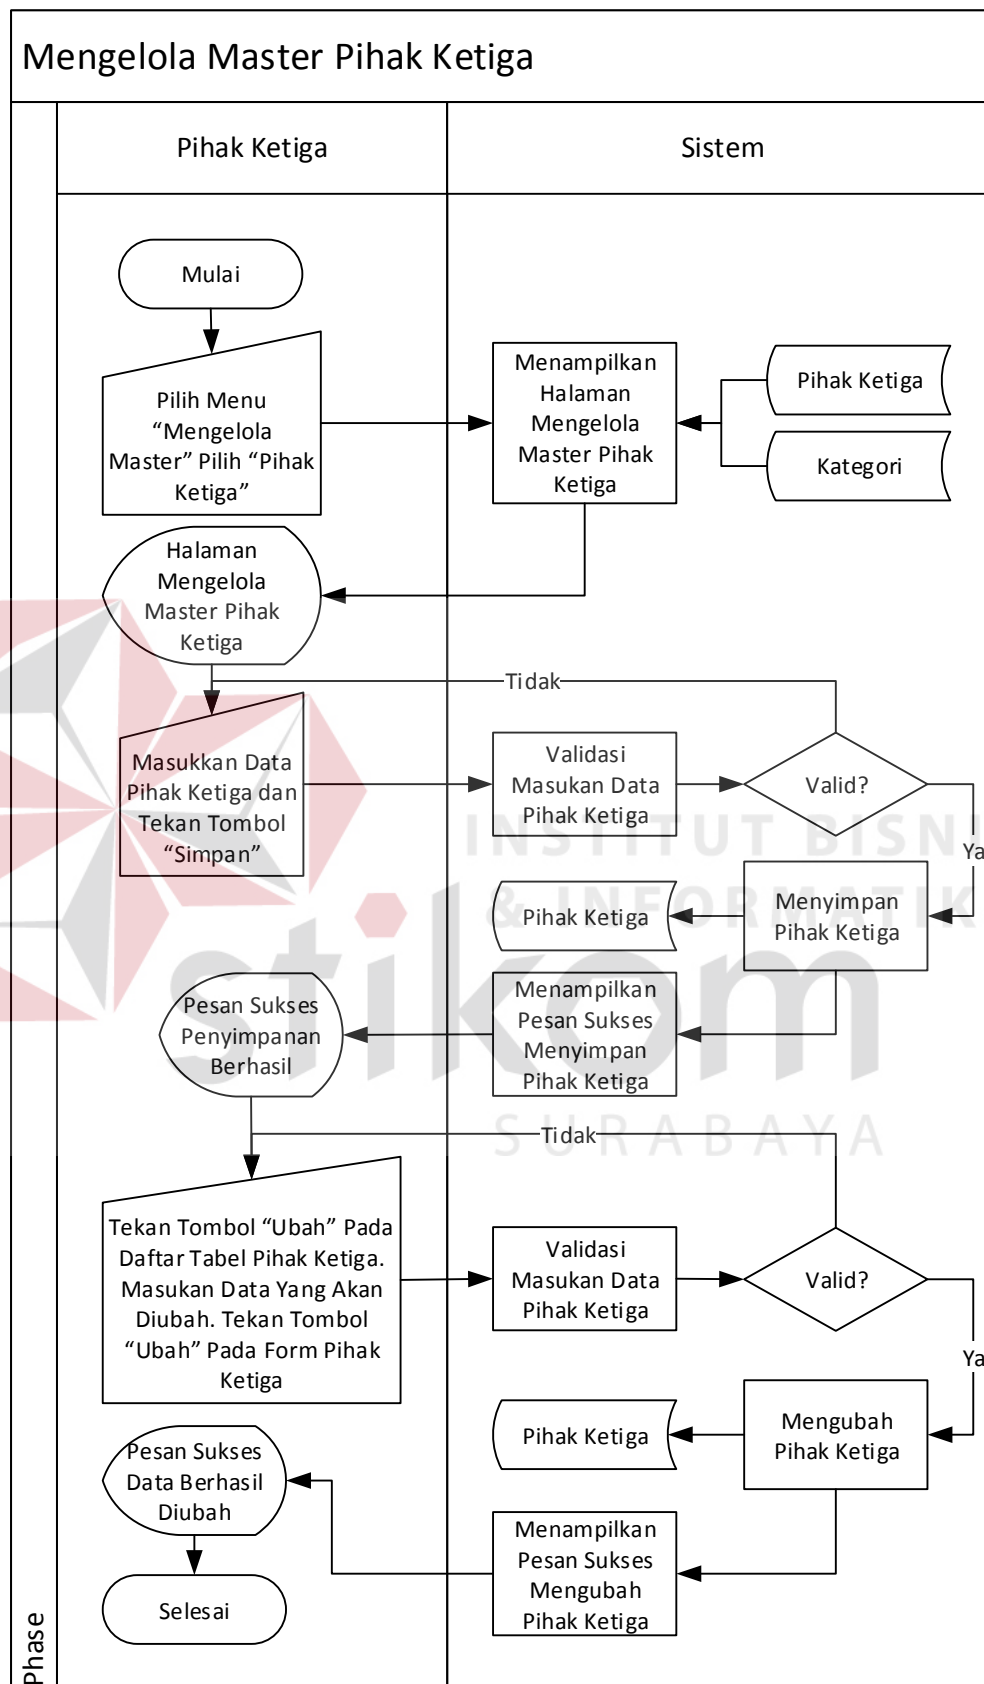 Mengelola Master Pihak Ketiga
Pihak Ketiga
Sistem
Mulai
Pilih Menu
“Mengelola
Master” Pilih “Pihak
Ketiga”
Menampilkan
Halaman
Mengelola
Master Pihak
Ketiga
Pihak Ketiga
Kategori
Halaman
Mengelola
Master Pihak
Ketiga
Tidak
Masukkan Data
Pihak Ketiga dan
Tekan Tombol
“Simpan”
Validasi
Masukan Data
Pihak Ketiga
Valid?
Ya
INSTITUT BISNI
& INFORMATIK
stikom
SURABAYA
Menyimpan
Pihak Ketiga
Pihak Ketiga
Menampilkan
Pesan Sukses
Menyimpan
Pihak Ketiga
Pesan Sukses
Penyimpanan
Berhasil
Tidak
Tekan Tombol “Ubah” Pada
Daftar Tabel Pihak Ketiga.
Masukan Data Yang Akan
Diubah. Tekan Tombol
“Ubah” Pada Form Pihak
Ketiga
Validasi
Masukan Data
Pihak Ketiga
Valid?
Ya
Mengubah
Pihak Ketiga
Pihak Ketiga
Menampilkan
Pesan Sukses
Mengubah
Pihak Ketiga
Pesan Sukses
Data Berhasil
Diubah
Selesai
Phase